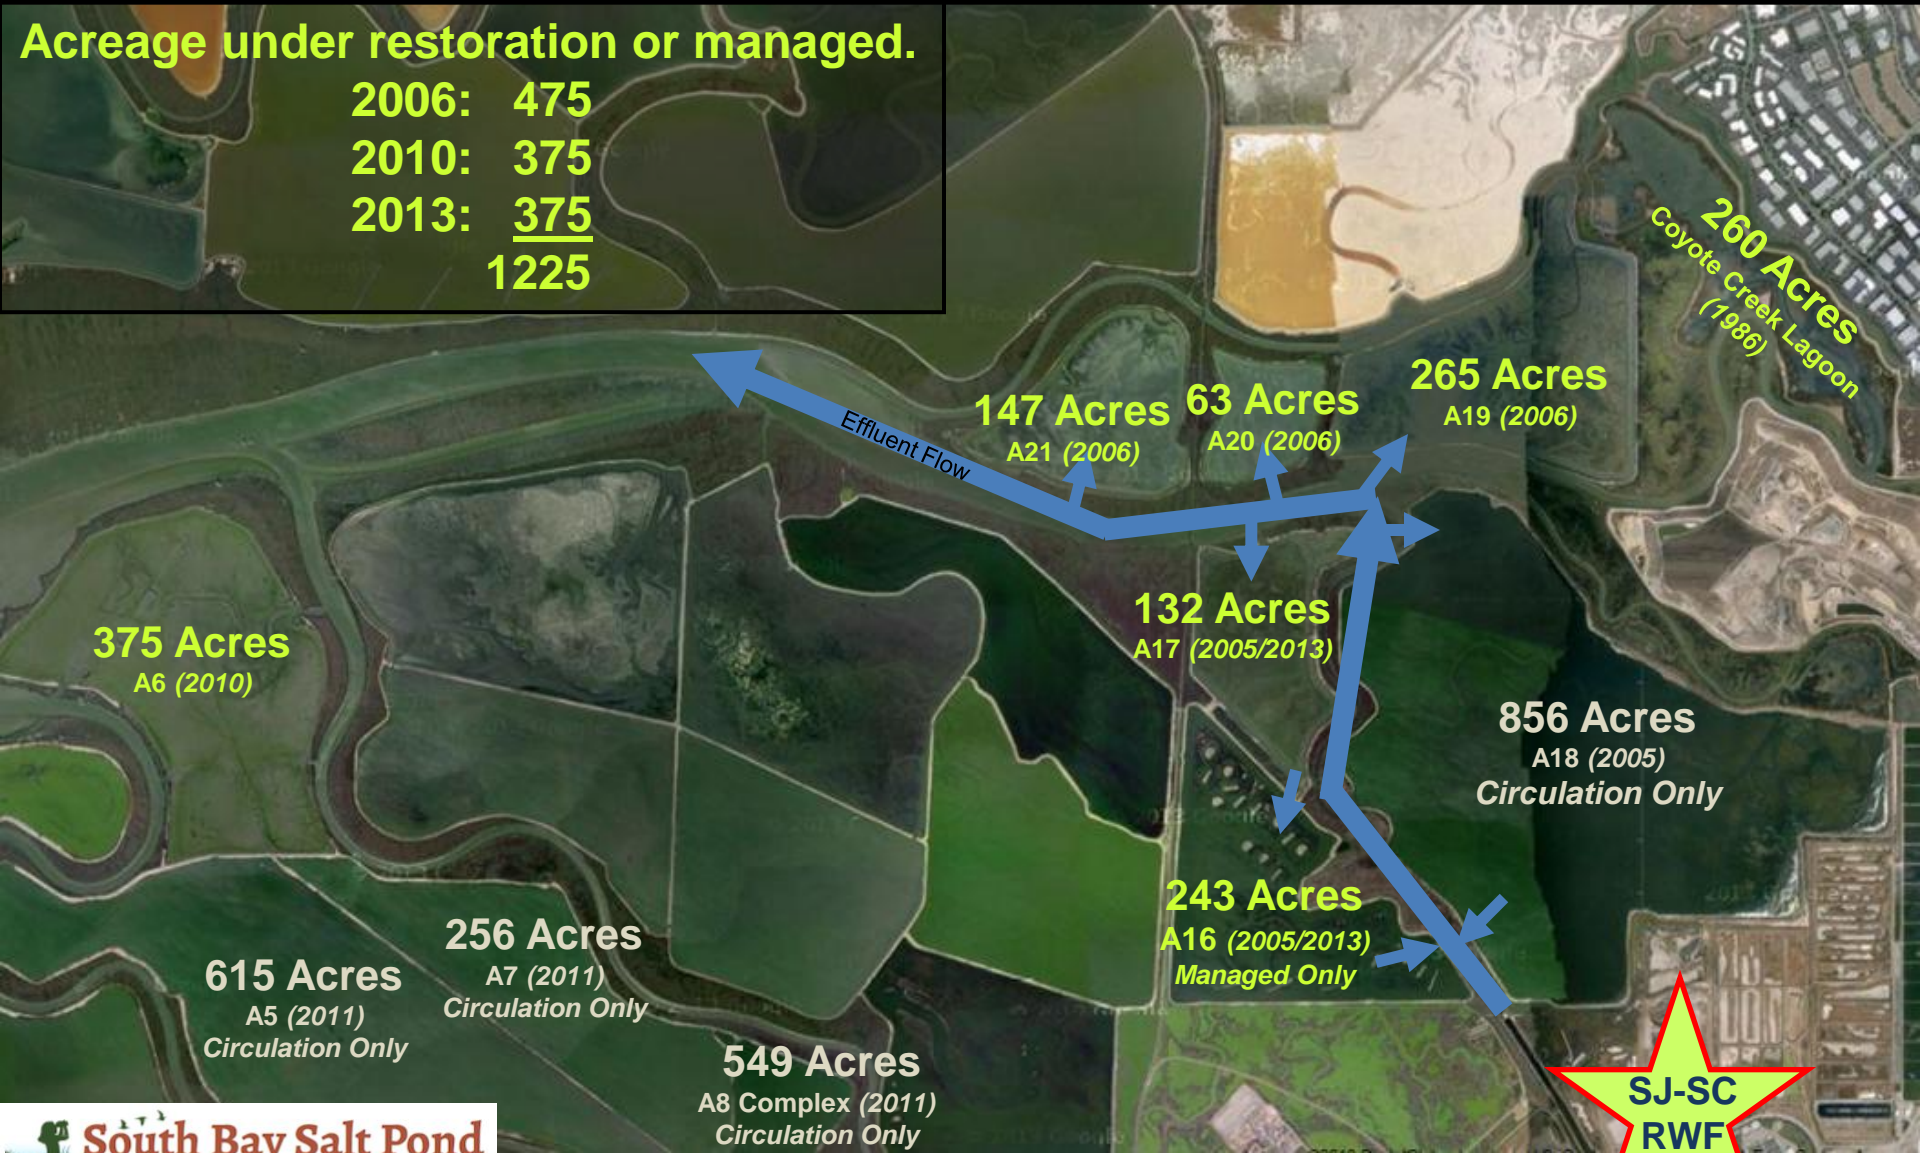 Acreage under restoration or managed.
2006: 475
2010: 375
2013: 375
1225
260 Acres
Coyote Creek Lagoon
(1986)
265 Acres
A19 (2006)
63 Acres
A20 (2006)
147 Acres
A21 (2006)
Effluent Flow
132 Acres
A17 (2005/2013)
375 Acres
A6 (2010)
856 Acres
A18 (2005)
Circulation Only
243 Acres
A16 (2005/2013)
Managed Only
256 Acres
A7 (2011)
Circulation Only
615 Acres
A5 (2011)
Circulation Only
549 Acres
A8 Complex (2011)
Circulation Only
SJ-SC
RWF
South Bay Salt Pond